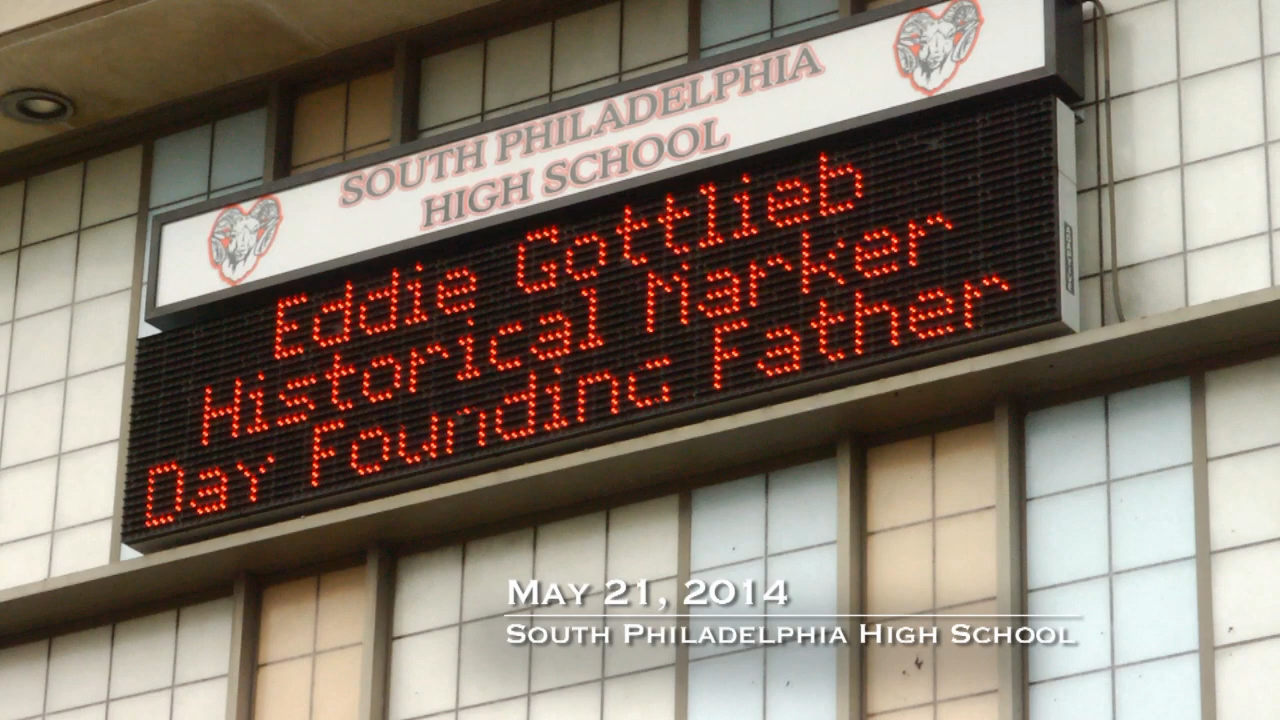 SOUTH PHILADELPHIA
HIGH SCHOOL
Eddie Gottlieb
Historical Marker
Day Founding Father
May 21, 2014
South Philadelphia High School